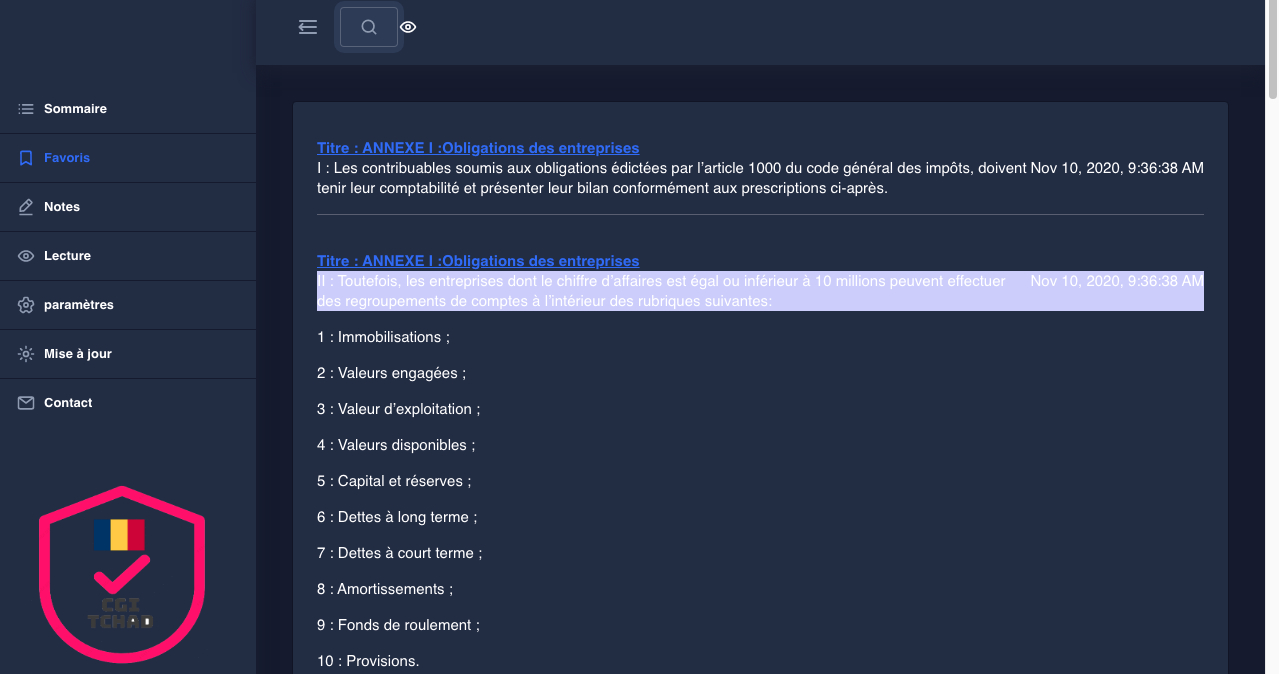 Sommaire
Favoris
Notes
Lecture
paramètres
Mise à jour
Contact
CGI
TCHAD
Titre : ANNEXE I :Obligations des entreprises
I : Les contribuables soumis aux obligations édictées par l’article 1000 du code général des impôts, doivent Nov 10, 2020, 9:36:38 AM
tenir leur comptabilité et présenter leur bilan conformément aux prescriptions ci-après.
Titre : ANNEXE I :Obligations des entreprises
II : Toutefois, les entreprises dont le chiffre d’affaires est égal ou inférieur à 10 millions peuvent effectuer Nov 10, 2020, 9:36:38 AM
des regroupements de comptes à l’intérieur des rubriques suivantes:
1 : Immobilisations ;
2 : Valeurs engagées ;
3 : Valeur d’exploitation ;
4 : Valeurs disponibles ;
5 : Capital et réserves ;
6 : Dettes à long terme ;
7 : Dettes à court terme ;
8 : Amortissements ;
9 : Fonds de roulement ;
10 : Provisions.